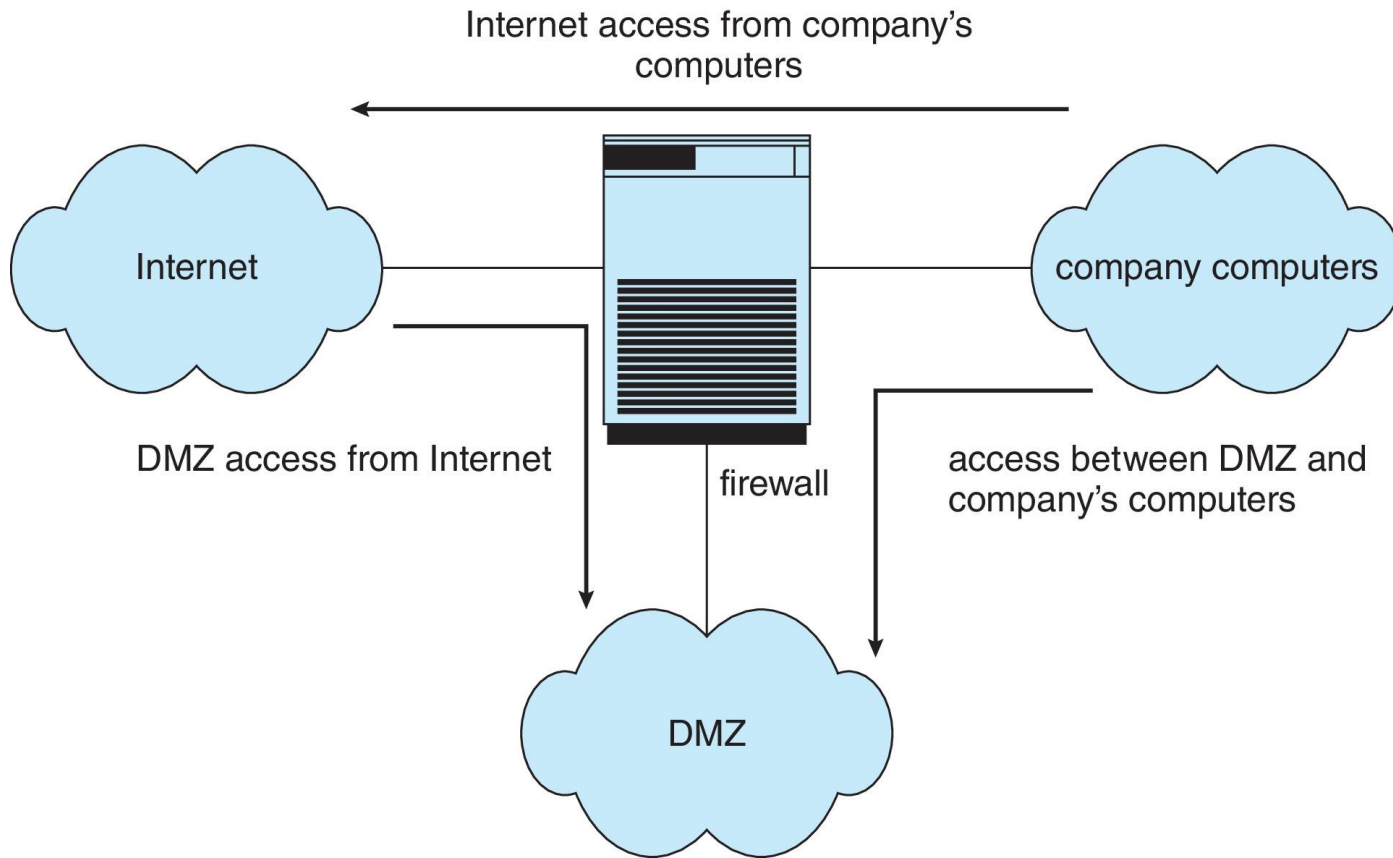 Internet access from company’s
computers
Internet
company computers
DMZ access from Internet
firewall
access between DMZ and
company’s computers
DMZ